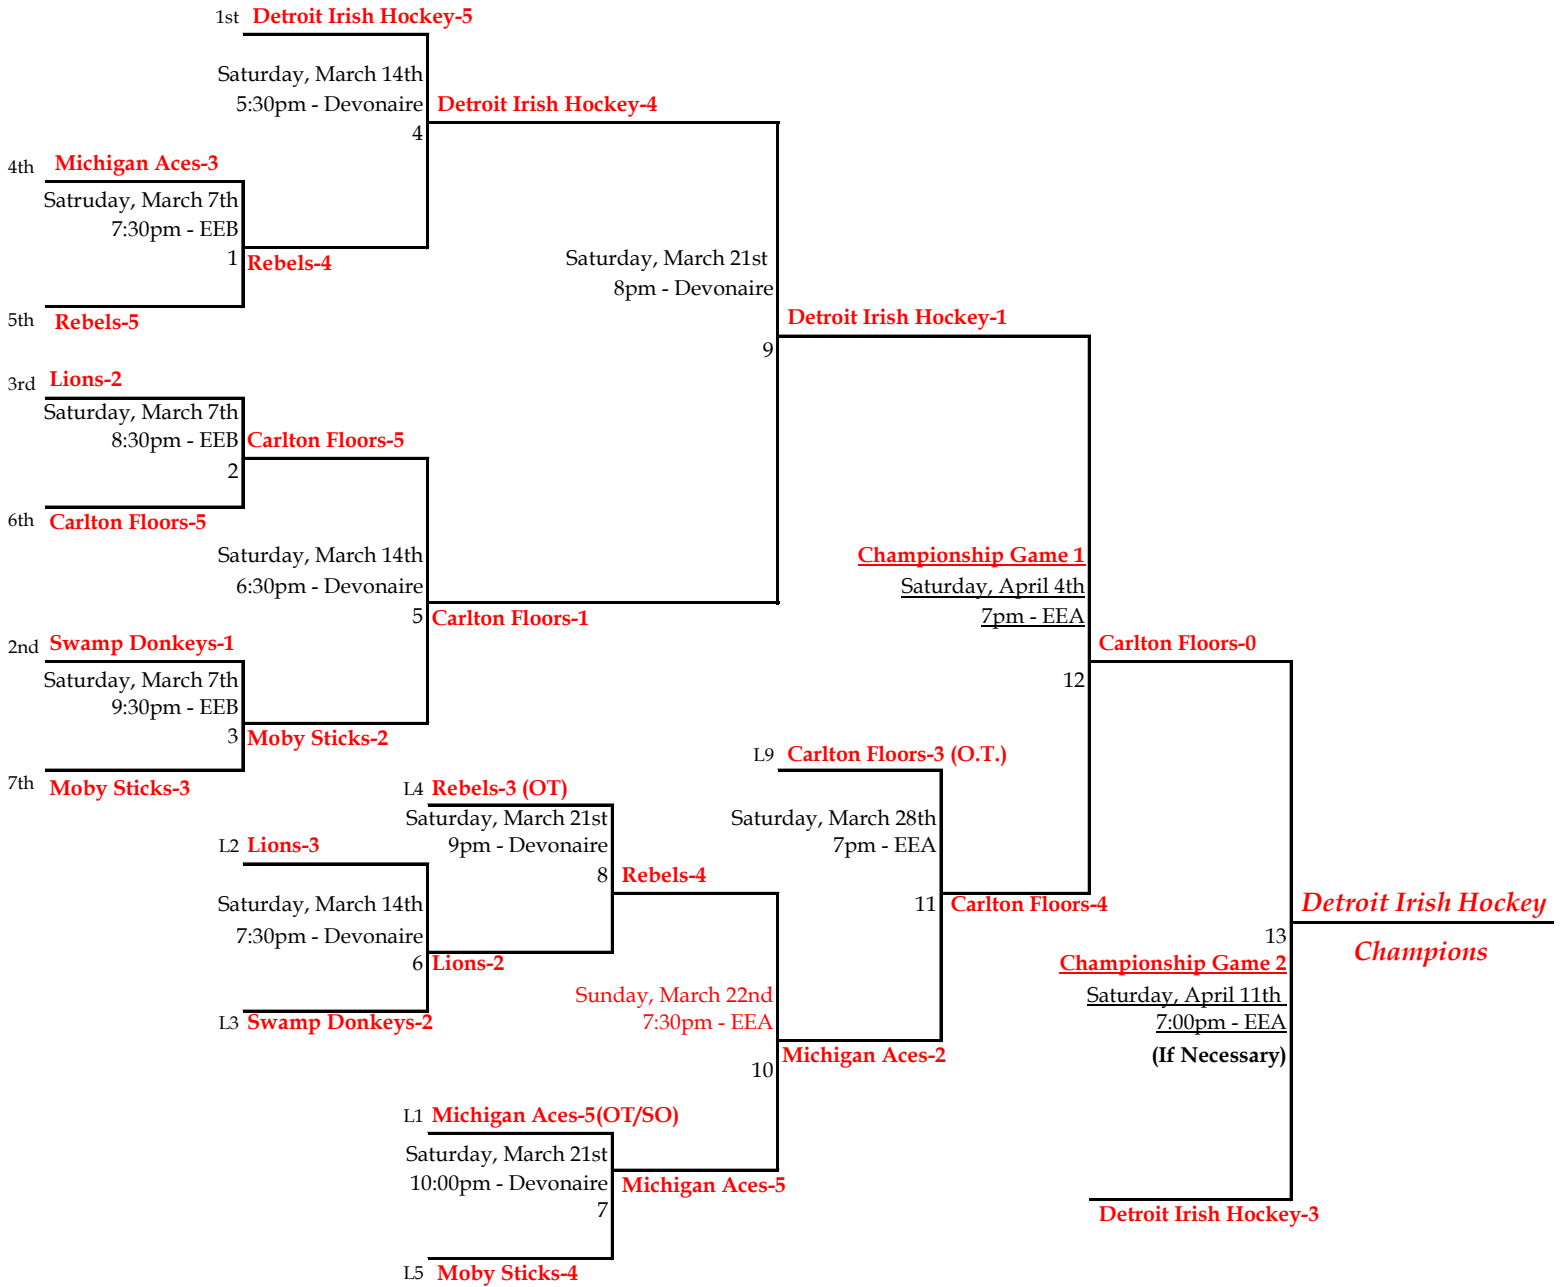 1st Detroit Irish Hockey-5
Saturday, March 14th
5:30pm - Devonaire
4
Detroit Irish Hockey-4
4th Michigan Aces-3
Satruday, March 7th
7:30pm - EEB
1
Rebels-4
5th Rebels-5
Saturday, March 21st
8pm - Devonaire
9
Detroit Irish Hockey-1
3rd Lions-2
Saturday, March 7th
8:30pm - EEB
2
Carlton Floors-5
6th Carlton Floors-5
Saturday, March 14th
6:30pm - Devonaire
5
Carlton Floors-1
2nd Swamp Donkeys-1
Saturday, March 7th
9:30pm - EEB
3
Moby Sticks-2
7th Moby Sticks-3
Championship Game 1
Saturday, April 4th
7pm - EEA
12
Carlton Floors-0
L4 Rebels-3 (OT)
Saturday, March 21st
9pm - Devonaire
8
Rebels-4
L2 Lions-3
Saturday, March 14th
7:30pm - Devonaire
6
Lions-2
L3 Swamp Donkeys-2
L9 Carlton Floors-3 (O.T.)
Saturday, March 28th
7pm - EEA
11
Carlton Floors-4
Sunday, March 22nd
7:30pm - EEA
10
Michigan Aces-2
L1 Michigan Aces-5(OT/SO)
Saturday, March 21st
10:00pm - Devonaire
7
Michigan Aces-5
L5 Moby Sticks-4
13
Championship Game 2
Saturday, April 11th
7:00pm - EEA
(If Necessary)
Detroit Irish Hockey-3
Detroit Irish Hockey
Champions